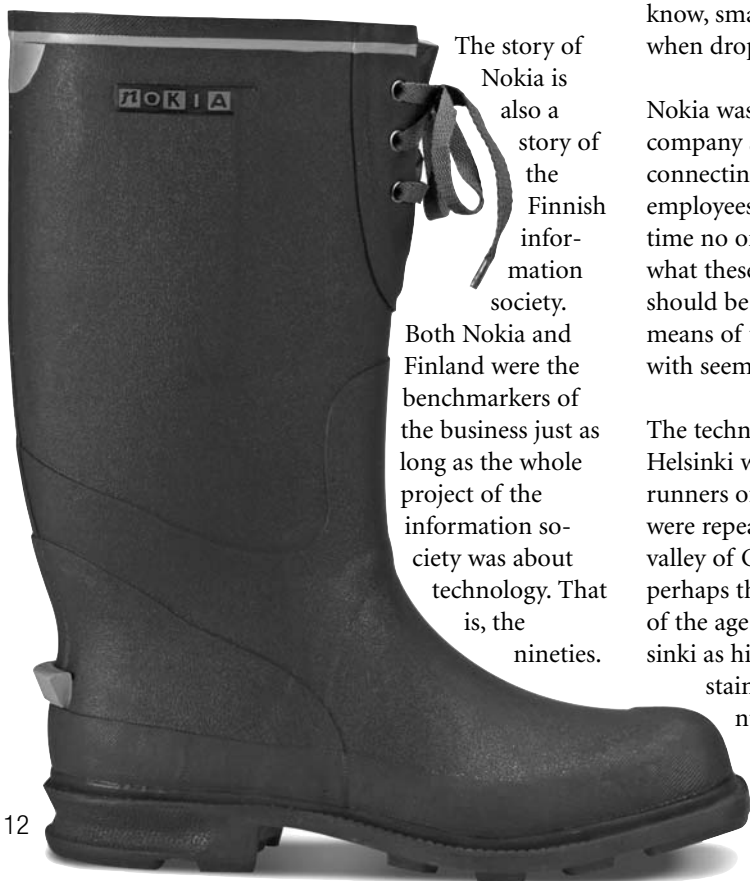 NOKIA
The story of
Nokia is
also a
story of
the
Finnish
infor-
mation
society.
Both Nokia and
Finland were the
benchmarkers of
the business just as
long as the whole
project of the
information so-
ciety was about
technology. That
is, the
nineties.
know, sma
when drop
Nokia was
company
connectin
employees
time no o
what these
should be
means of
with seem
The techn
Helsinki w
runners o
were repea
valley of
perhaps th
of the age
sinki as hi
stain
12